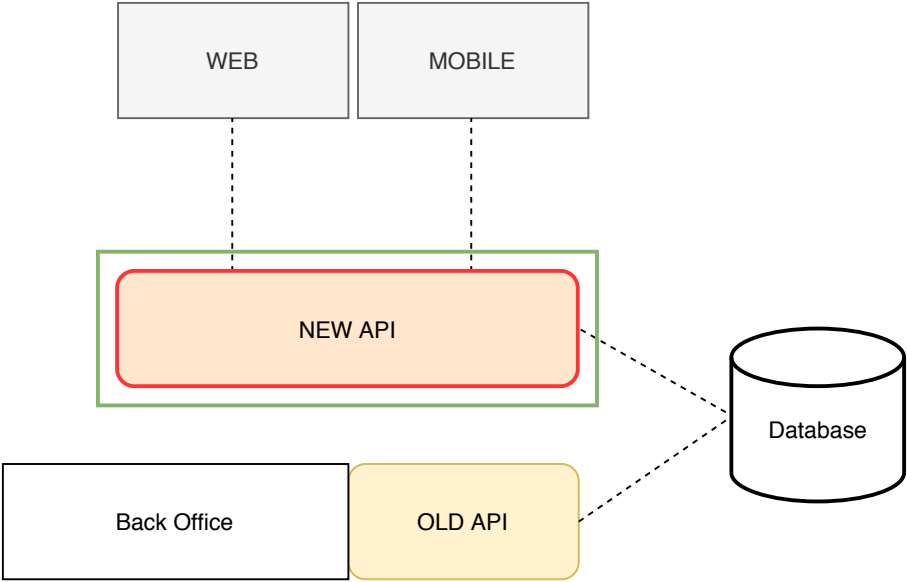 WEB
MOBILE
NEW API
Database
Back Office
OLD API